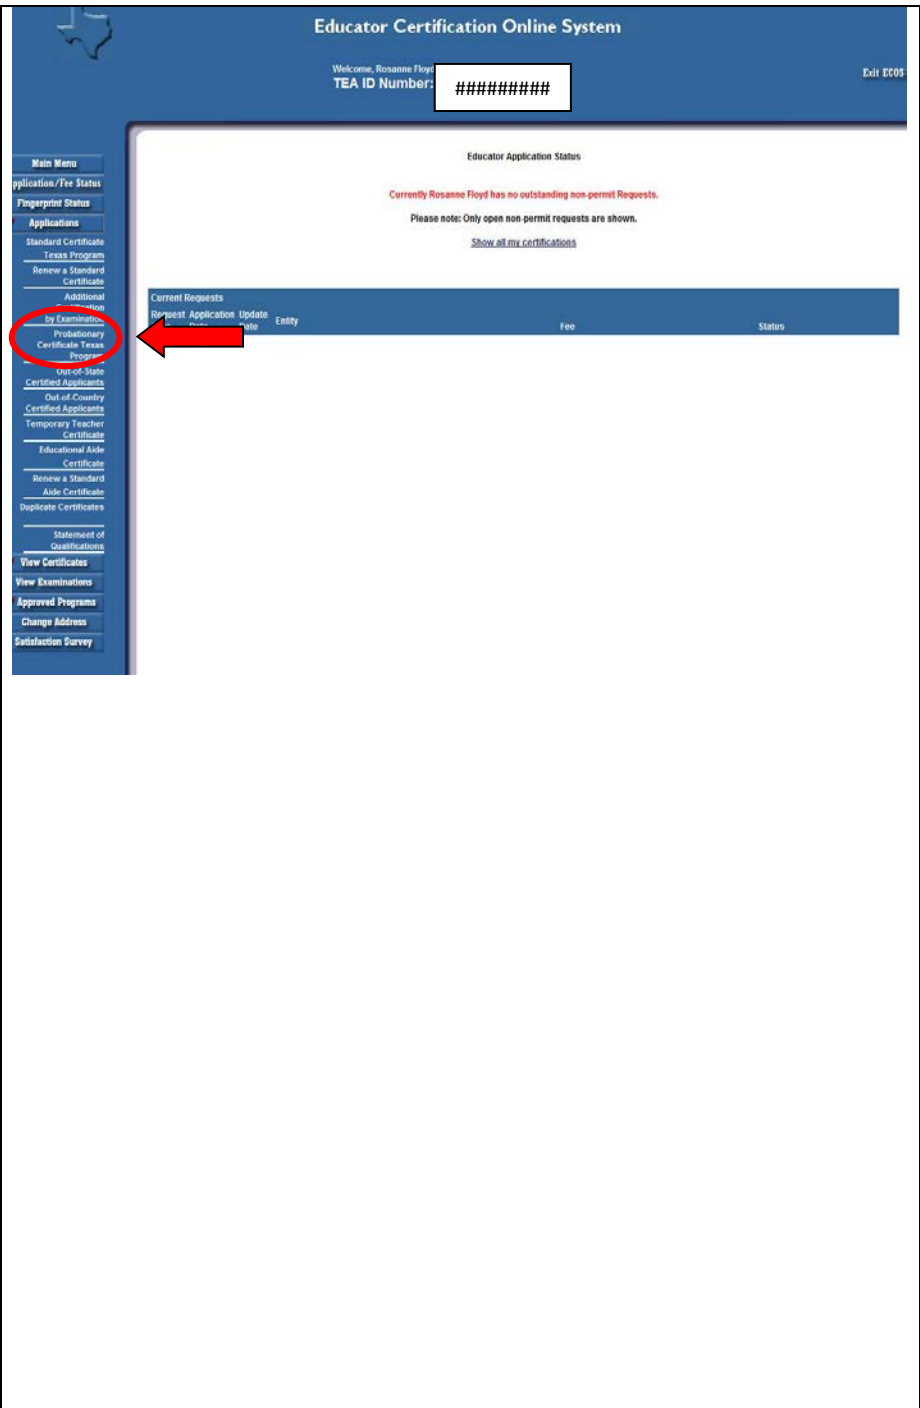 Educator Certification Online System
Welcome, Rosanne Floyd
TEA ID Number:
#########
Exit ECOS
Main Menu
pplication/Fee Status
Fingerprint Status
Applications
Standard Certificate
Texas Program
Renew a Standard
Certificate
Additional
by Examination
Probationary
Certificate Texas
Program
Out-of-State
Certified Applicants
Out-of-Country
Certified Applicants
Temporary Teacher
Certificate
Educational Aide
Certificate
Renew a Standard
Aide Certificate
Duplicate Certificates
Statement of
Qualifications
View Certificates
View Examinations
Approved Programs
Change Address
Satisfaction Survey
Educator Application Status
Currently Rosanne Floyd has no outstanding non-permit Requests.
Please note: Only open non-permit requests are shown.
Show all my certifications
Current Requests
Request Application Update
Date Entity Fee Status